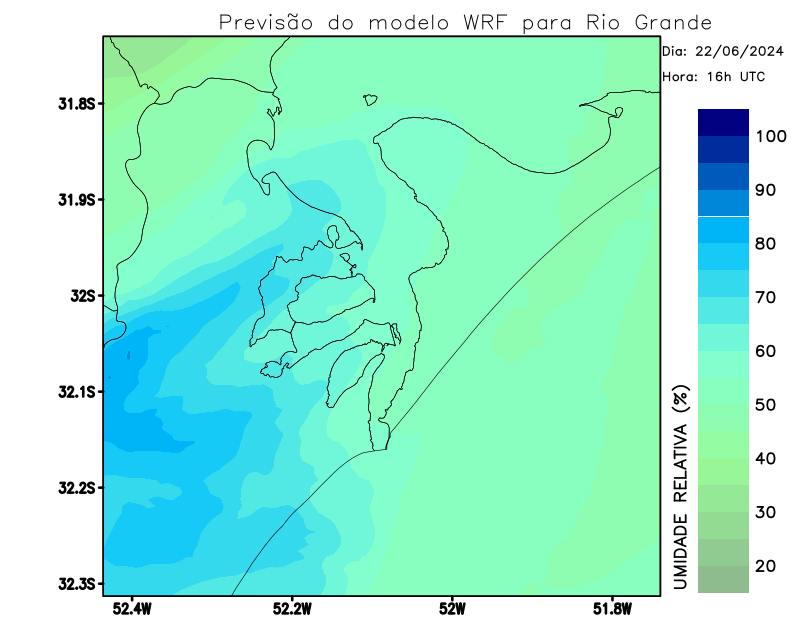 Previsão do modelo WRF para Rio Grande
Dia: 22/06/2024
Hora: 16h UTC
31.8S
31.9S
32S
32.1S
32.2S
32.3S
52.4W
52.2W
52W
51.8W
100
90
80
70
60
50
40
30
20
UMIDADE RELATIVA (%)